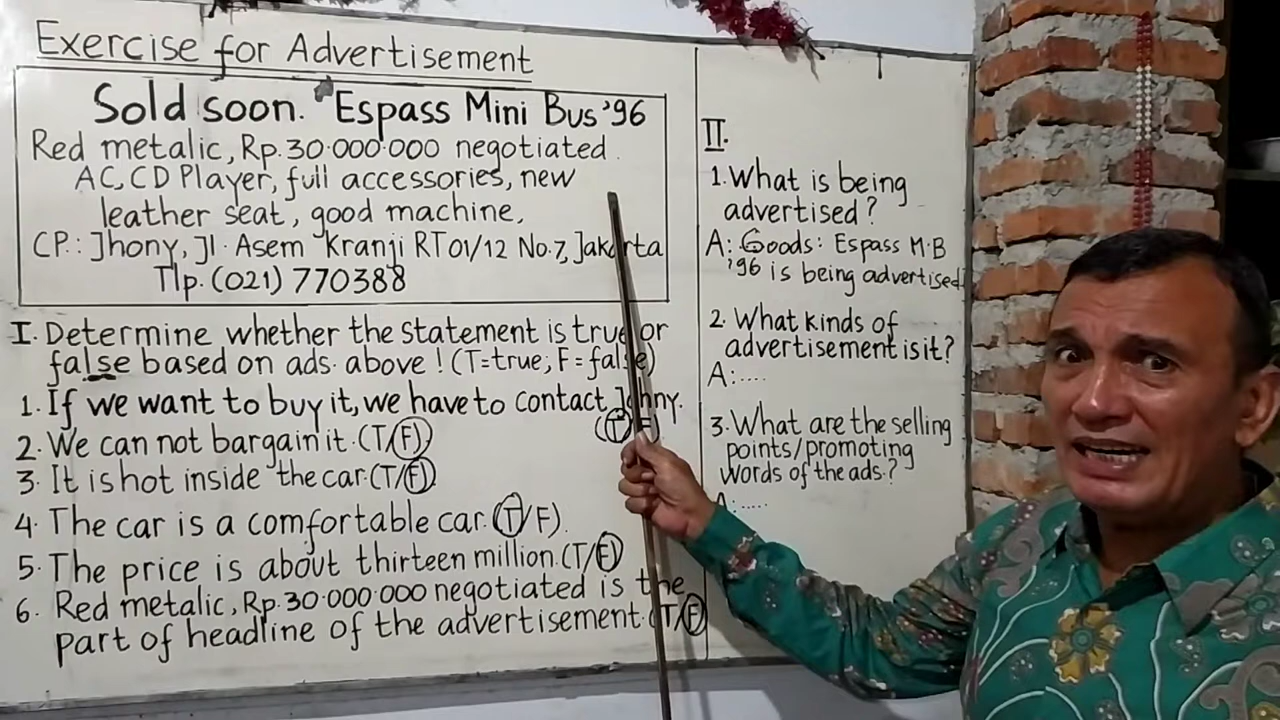 Exercise for Advertisement
Sold soon. Espass Mini Bus '96
Red metalic, Rp.30.000.000 negotiated.
AC, CD Player, full accessories, new
leather seat, good machine,
CP.: Jhony, Jl. Asem Kranji RT 01/12 No.7, Jakarta
Tlp. (021) 770388
I. Determine whether the statement is true or
false based on ads. above! (T=true, F=false)
1. If we want to buy it, we have to contact Johny.
(T/F)
2. We can not bargain it. (T/F)
3. It is hot inside the car. (T/F)
4. The car is a comfortable car. (T/F).
5. The price is about thirteen million. (T/F)
6. Red metalic, Rp.30.000.000 negotiated is the
part of headline of the advertisement. (T/F)
II.
1. What is being
advertised?
A: Goods: Espass M.B
'96 is being advertised.
2. What kinds of
advertisement is it?
A:....
3. What are the selling
points/promoting
words of the ads.?
A:.....